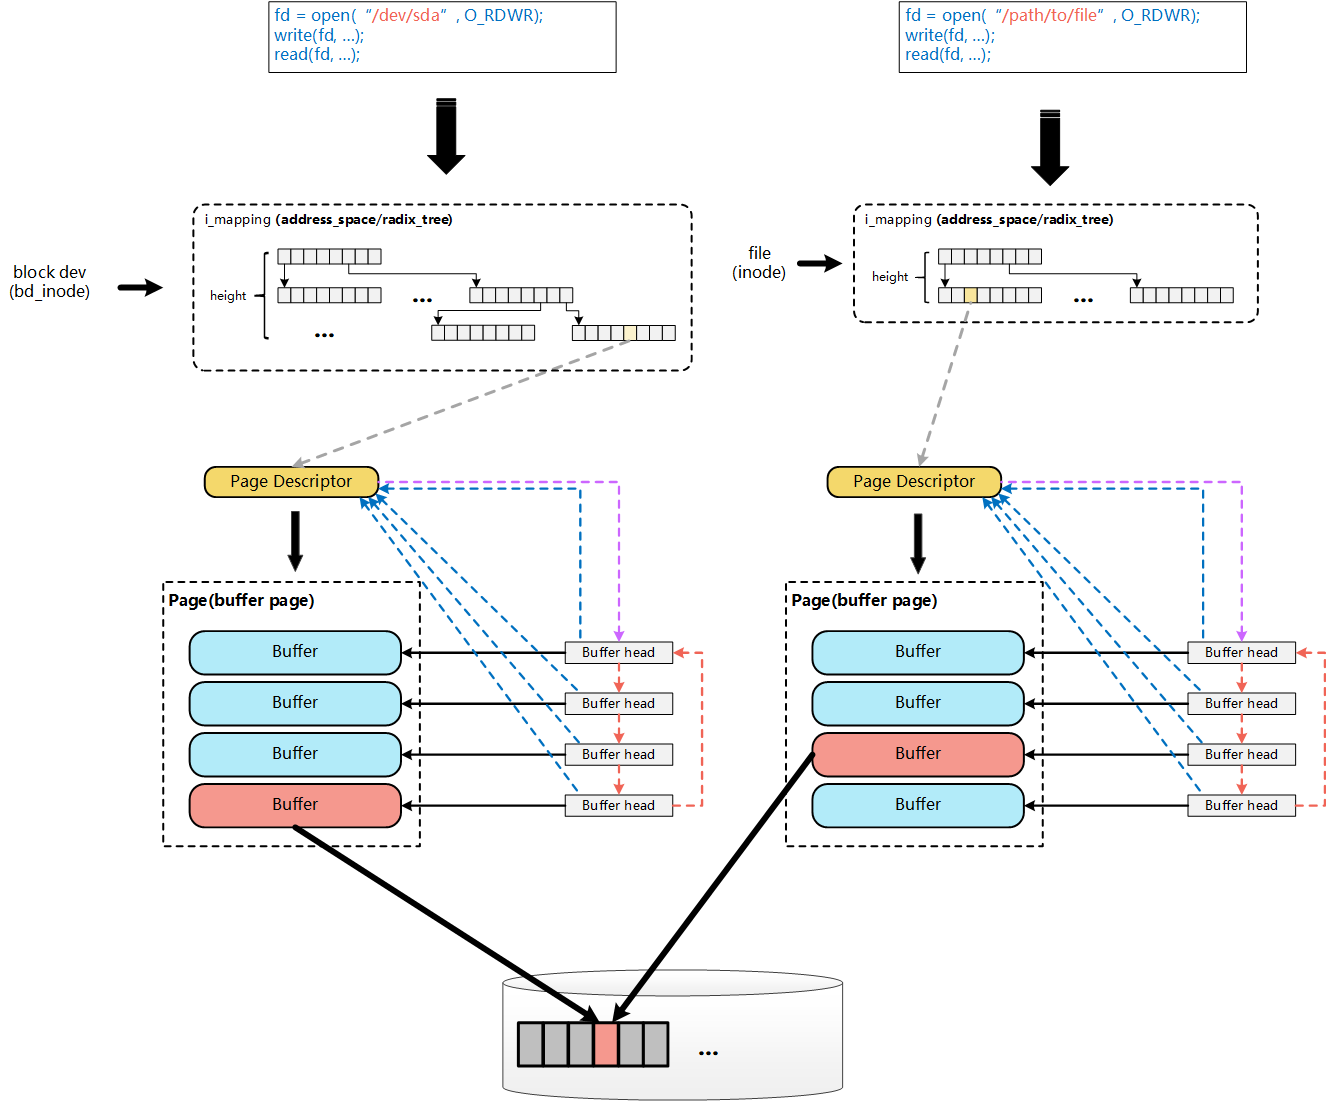 fd = open( “/dev/sda“ , O_RDWR);
write(fd, ...);
read(fd, ...);
fd = open( “/path/to/file“ , O_RDWR);
write(fd, ...);
read(fd, ...);
i_mapping (address_space/radix_tree)
height
...
...
block dev
(bd_inode)
i_mapping (address_space/radix_tree)
height
...
file
(inode)
Page Descriptor
Page(buffer page)
Buffer
Buffer head
Buffer
Buffer head
Buffer
Buffer head
Buffer
Buffer head
Page Descriptor
Page(buffer page)
Buffer
Buffer head
Buffer
Buffer head
Buffer
Buffer head
Buffer
Buffer head
...